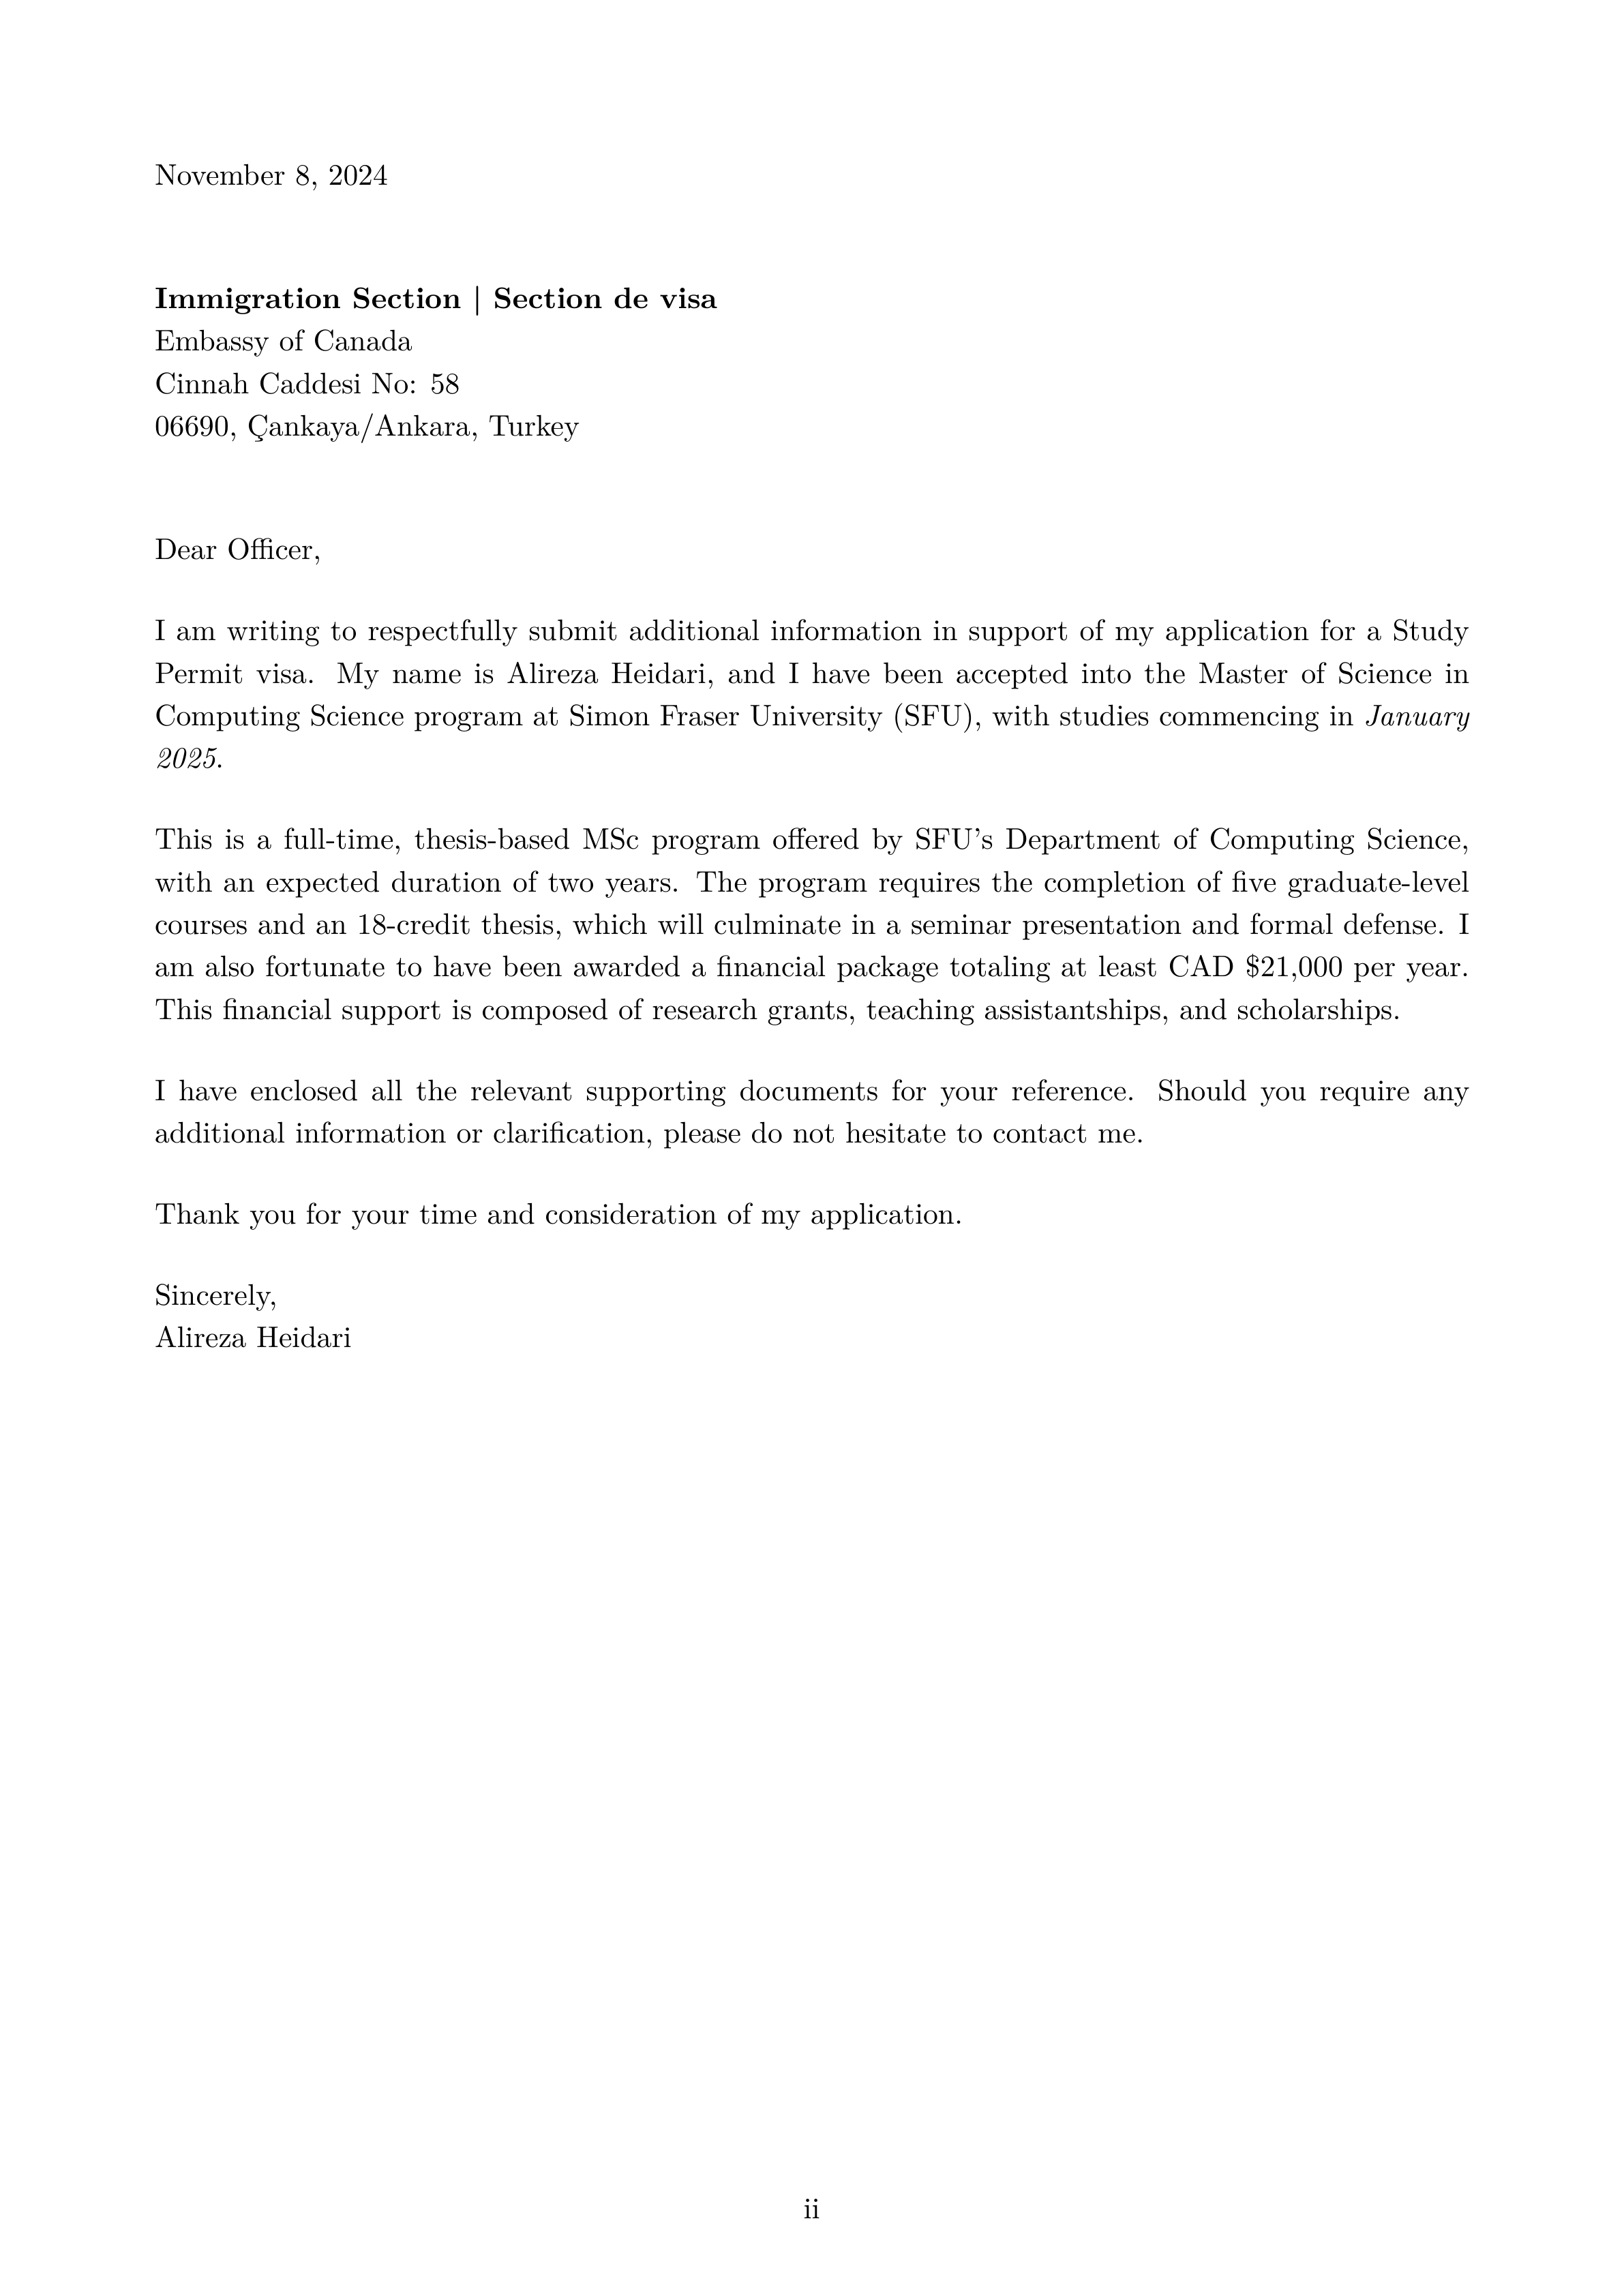 November 8, 2024
Immigration Section | Section de visa
Embassy of Canada
Cinnah Caddesi No: 58
06690, Çankaya/Ankara, Turkey
Dear Officer,
I am writing to respectfully submit additional information in support of my application for a Study
Permit visa. My name is Alireza Heidari, and I have been accepted into the Master of Science in
Computing Science program at Simon Fraser University (SFU), with studies commencing in January
2025.
This is a full-time, thesis-based MSc program offered by SFU's Department of Computing Science,
with an expected duration of two years. The program requires the completion of five graduate-level
courses and an 18-credit thesis, which will culminate in a seminar presentation and formal defense. I
am also fortunate to have been awarded a financial package totaling at least CAD $21,000 per year.
This financial support is composed of research grants, teaching assistantships, and scholarships.
I have enclosed all the relevant supporting documents for your reference. Should you require any
additional information or clarification, please do not hesitate to contact me.
Thank you for your time and consideration of my application.
Sincerely,
Alireza Heidari
ii